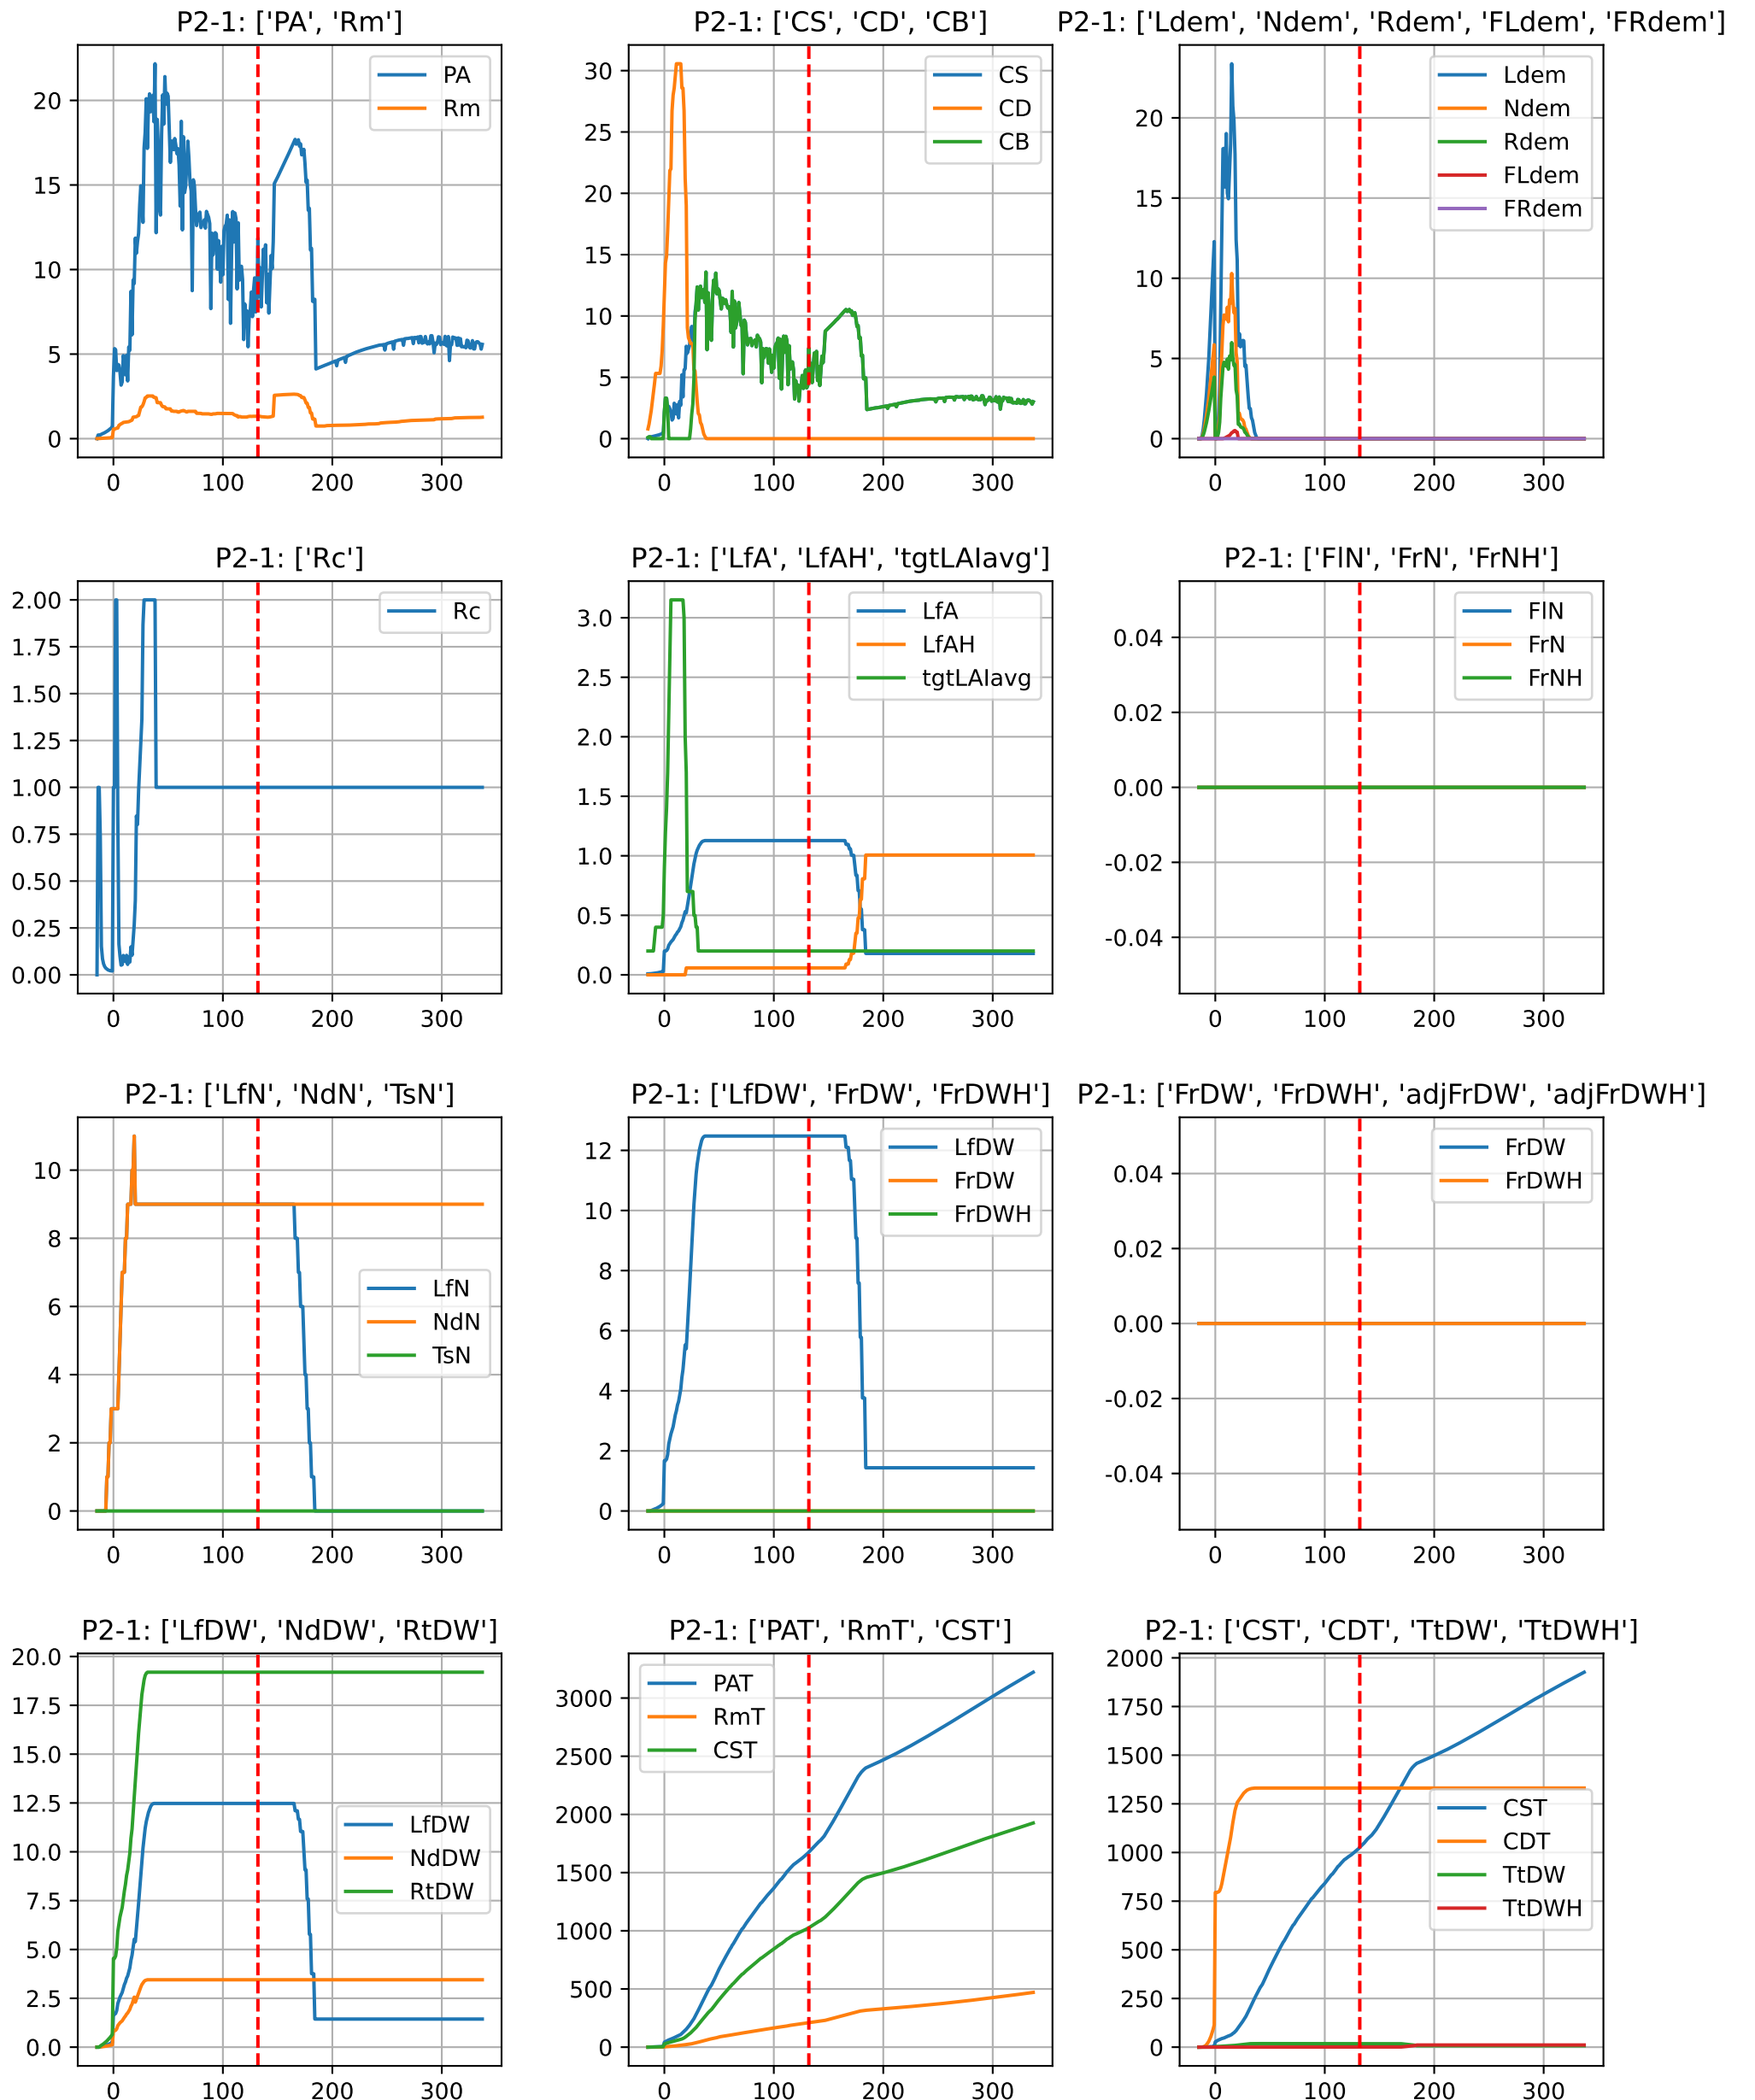 P2-1: ['PA', 'Rm']
20
15
10
5
0
0 100 200 300
PA
Rm
P2-1: ['CS', 'CD', 'CB']
30
25
20
15
10
5
0
0 100 200 300
CS
CD
CB
P2-1: ['Ldem', 'Ndem', 'Rdem', 'FLdem', 'FRdem']
20
15
10
5
0
0 100 200 300
Ldem
Ndem
Rdem
FLdem
FRdem
P2-1: ['Rc']
2.00
1.75
1.50
1.25
1.00
0.75
0.50
0.25
0.00
0 100 200 300
Rc
P2-1: ['LfA', 'LfAH', 'tgtLAIavg']
3.0
2.5
2.0
1.5
1.0
0.5
0.0
0 100 200 300
LfA
LfAH
tgtLAIavg
P2-1: ['FlN', 'FrN', 'FrNH']
0.04
0.02
0.00
-0.02
-0.04
0 100 200 300
FlN
FrN
FrNH
P2-1: ['LfN', 'NdN', 'TsN']
10
8
6
4
2
0
0 100 200 300
LfN
NdN
TsN
P2-1: ['LfDW', 'FrDW', 'FrDWH']
12
10
8
6
4
2
0
0 100 200 300
LfDW
FrDW
FrDWH
P2-1: ['FrDW', 'FrDWH', 'adjFrDW', 'adjFrDWH']
0.04
0.02
0.00
-0.02
-0.04
0 100 200 300
FrDW
FrDWH
P2-1: ['LfDW', 'NdDW', 'RtDW']
20.0
17.5
15.0
12.5
10.0
7.5
5.0
2.5
0.0
0 100 200 300
LfDW
NdDW
RtDW
P2-1: ['PAT', 'RmT', 'CST']
3000
2500
2000
1500
1000
500
0
0 100 200 300
PAT
RmT
CST
P2-1: ['CST', 'CDT', 'TtDW', 'TtDWH']
2000
1750
1500
1250
1000
750
500
250
0
0 100 200 300
CST
CDT
TtDW
TtDWH